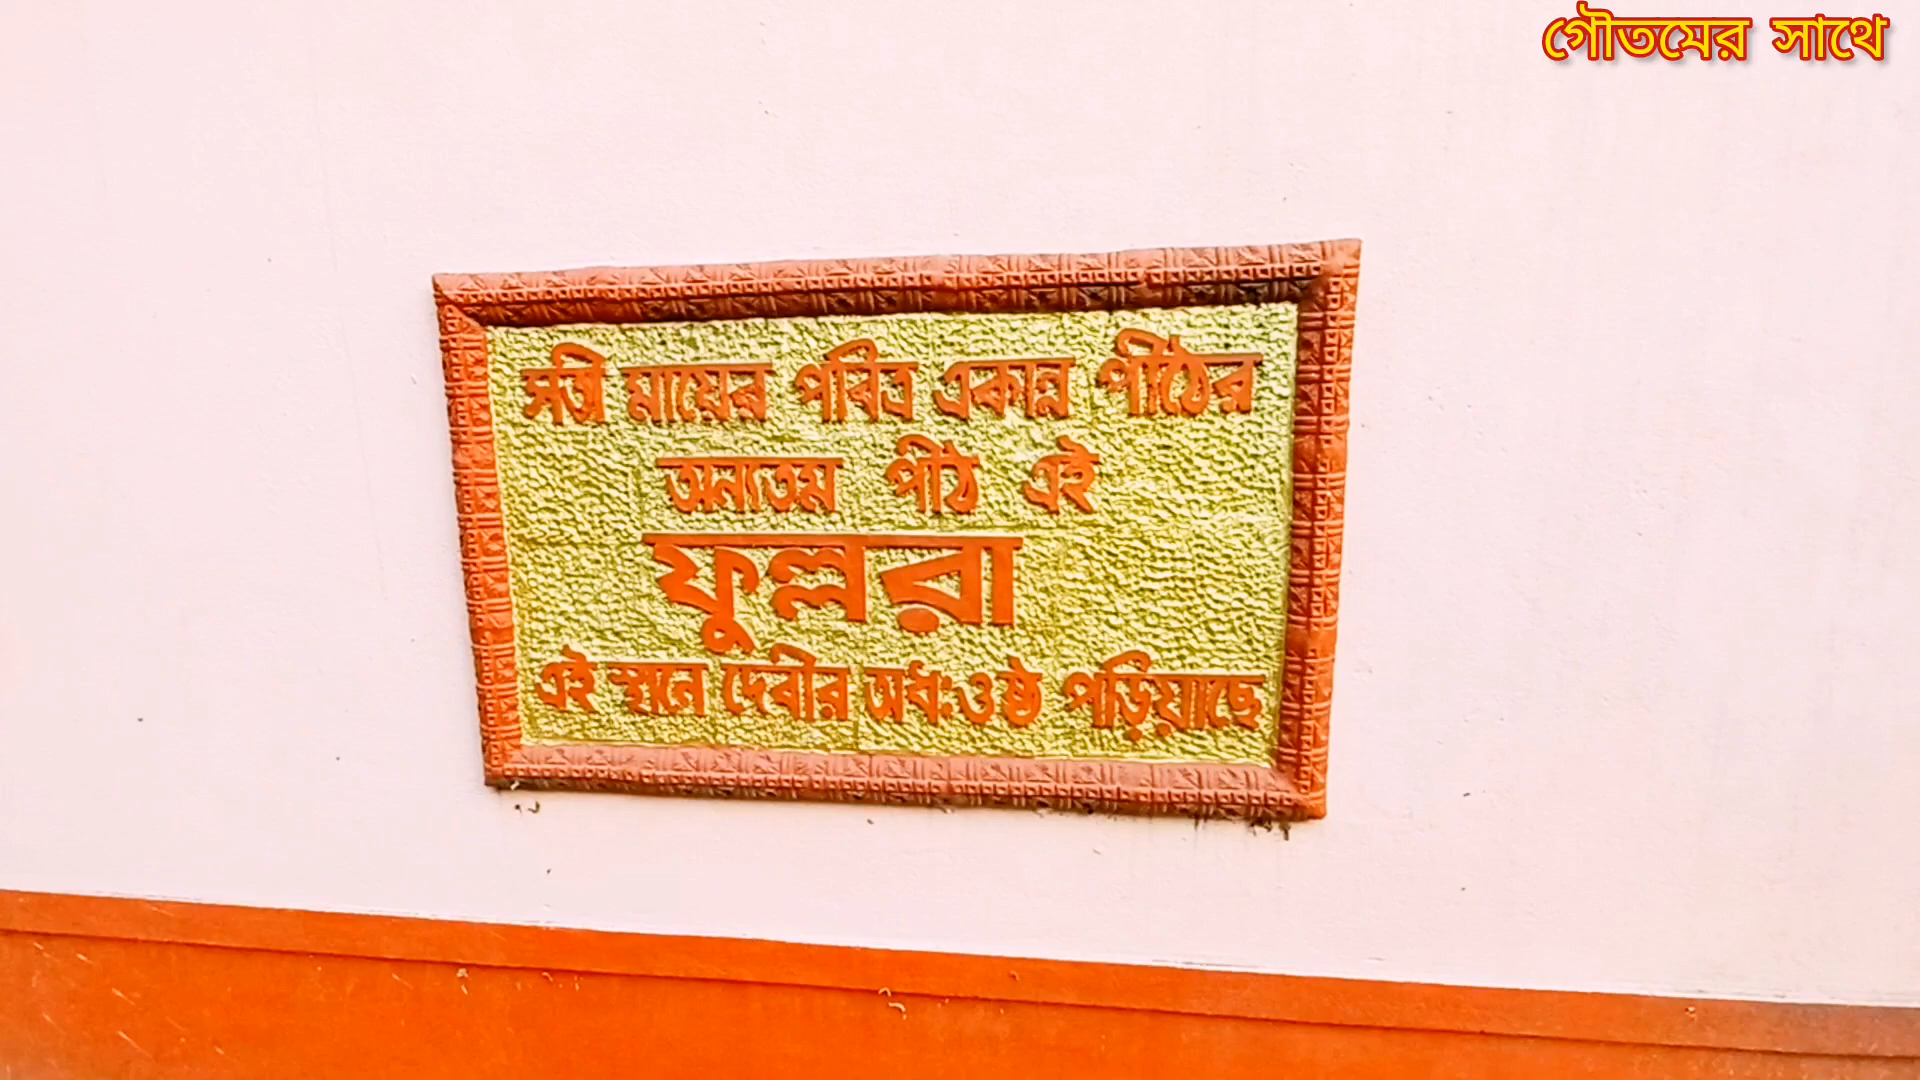 গৌতমের সাথে
সতী মায়ের পবিত্র একান্ন পীঠের
অন্যতম পীঠ এই
ফুল্লরা
এই স্থানে দেবীর অধঃওষ্ঠ পড়িয়াছে